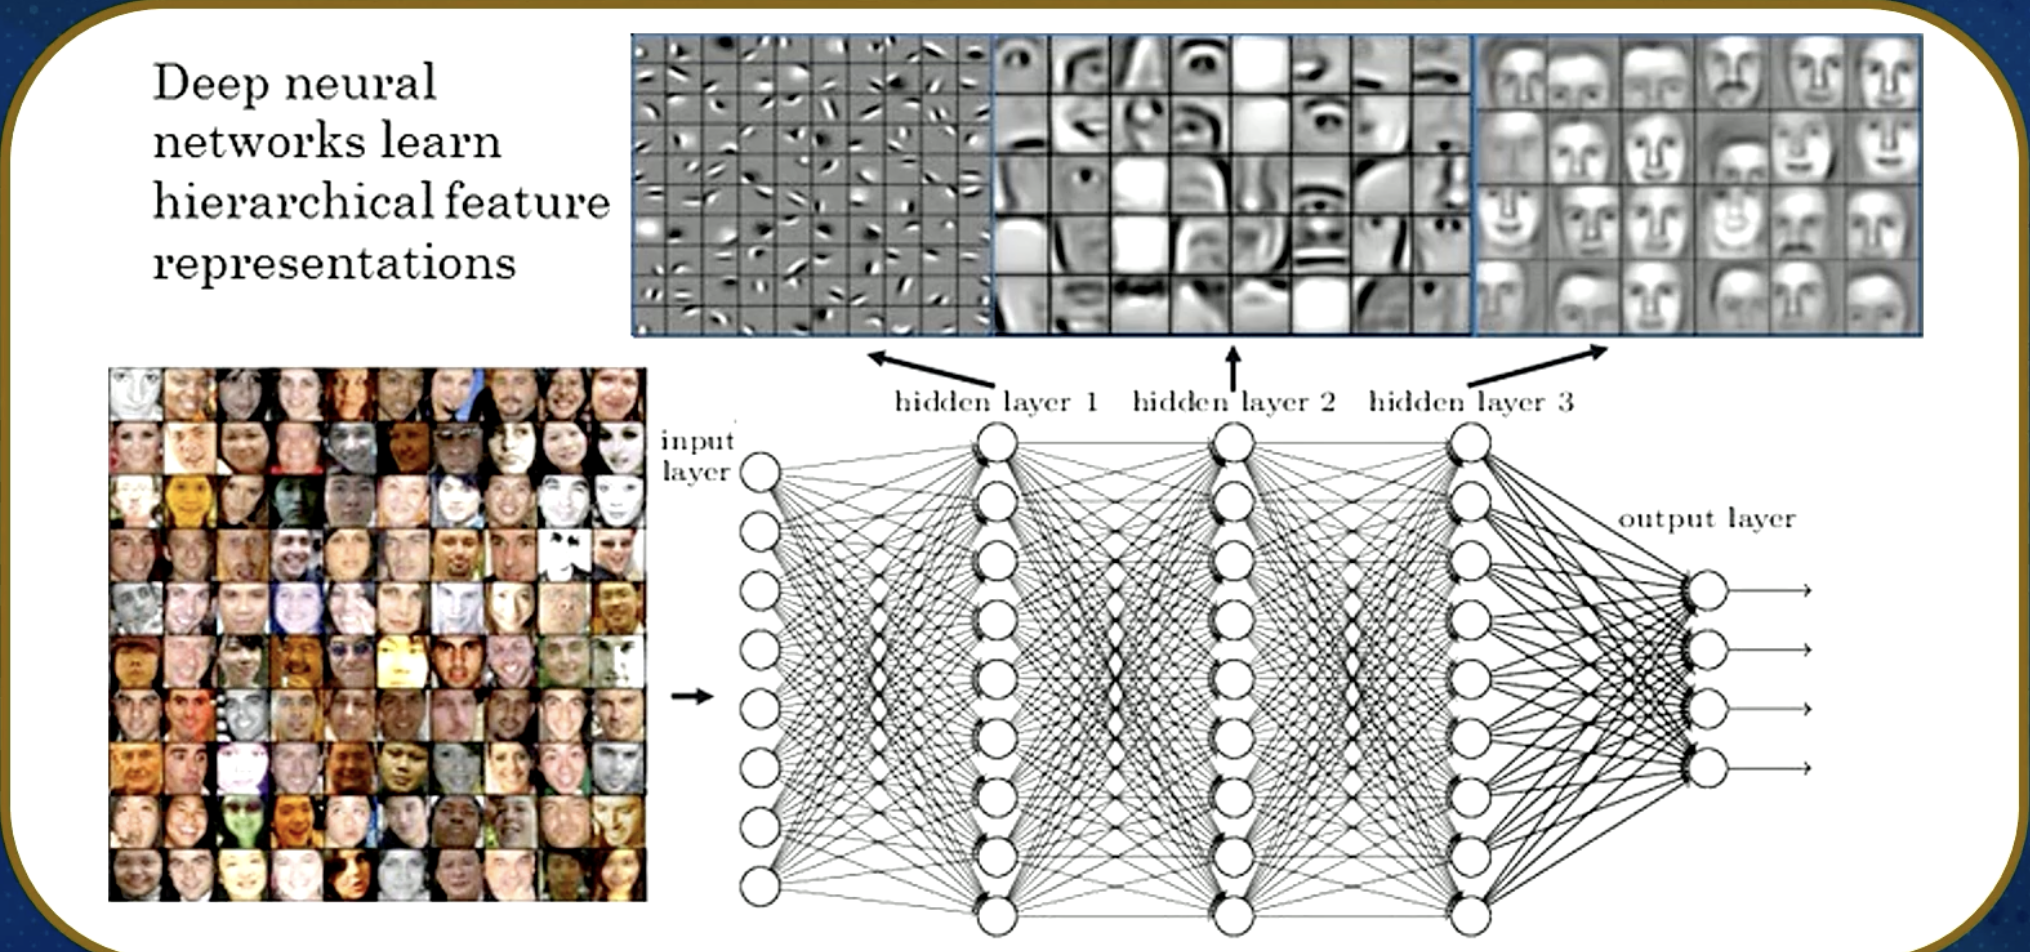 Deep neural
networks learn
hierarchical feature
representations
hidden layer 1 hidden layer 2 hidden layer 3
input
layer
output layer